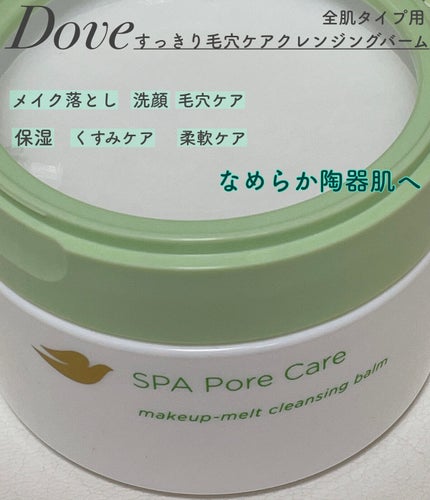 全肌タイプ用
Dove すっきり毛穴ケアクレンジングバーム
メイク落とし 洗顔 毛穴ケア
保湿 くすみケア 柔軟ケア
なめらか陶器肌へ
SPA Pore Care
makeup-melt cleansing balm